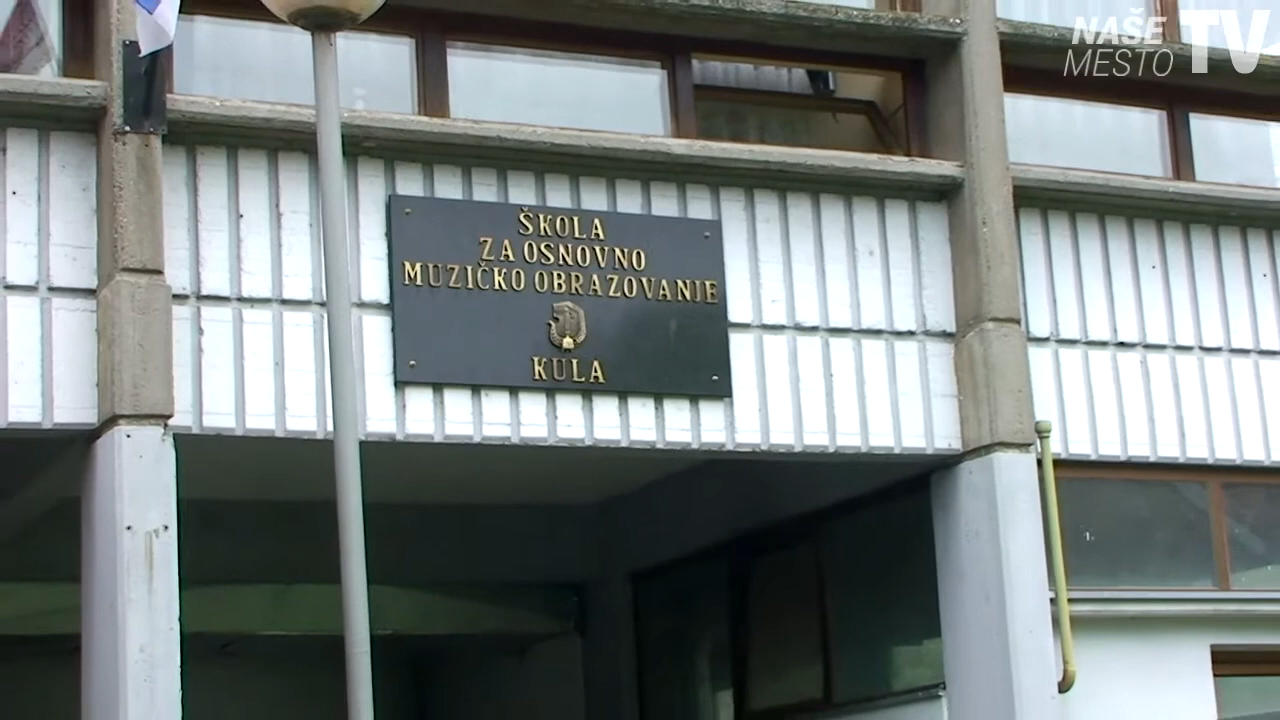 NAŠE
MESTO TV
ŠKOLA
ZA OSNOVNO
MUZIČKO OBRAZOVANJE
KULA